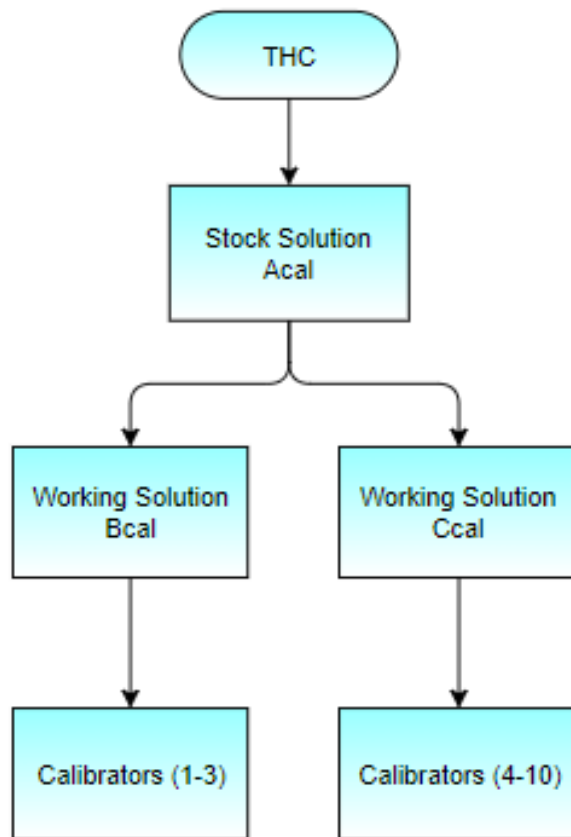 THC
Stock Solution
Acal
Working Solution
Bcal
Working Solution
Ccal
Calibrators (1-3)
Calibrators (4-10)